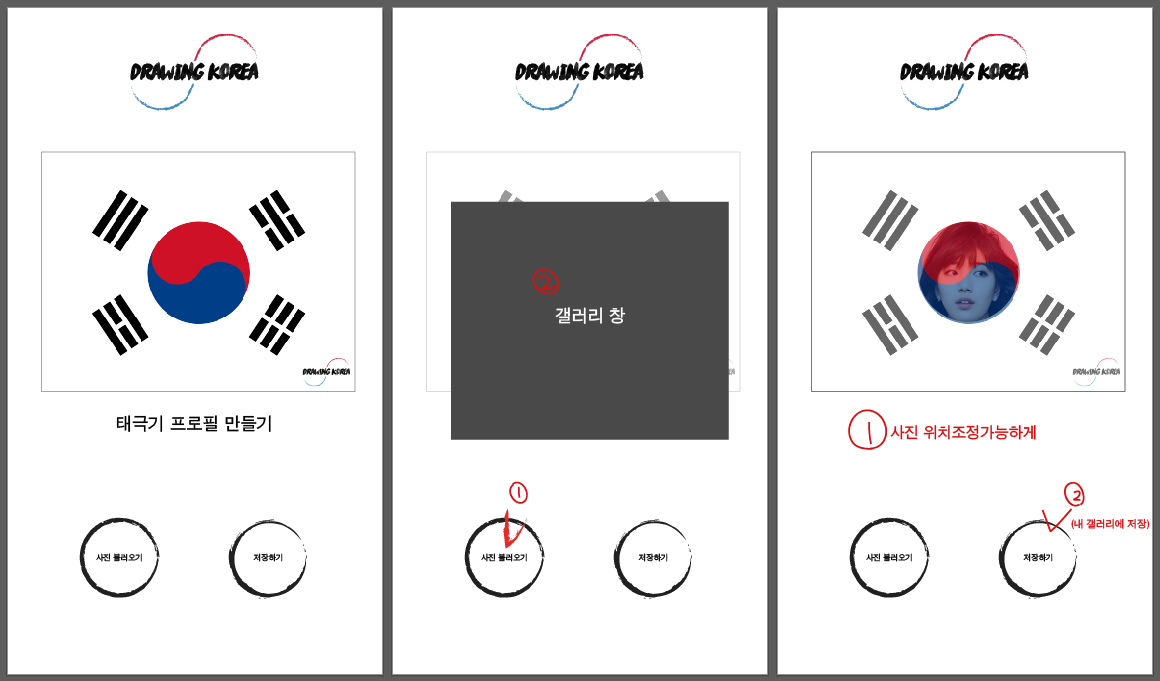 DRAWING KOREA
DRAWING KOREA
태극기 프로필 만들기
사진 불러오기
저장하기
DRAWING KOREA
②
갤러리 창
①
사진 불러오기
저장하기
DRAWING KOREA
DRAWING KOREA
① 사진 위치조정가능하게
②
(내 갤러리에 저장)
사진 불러오기
저장하기